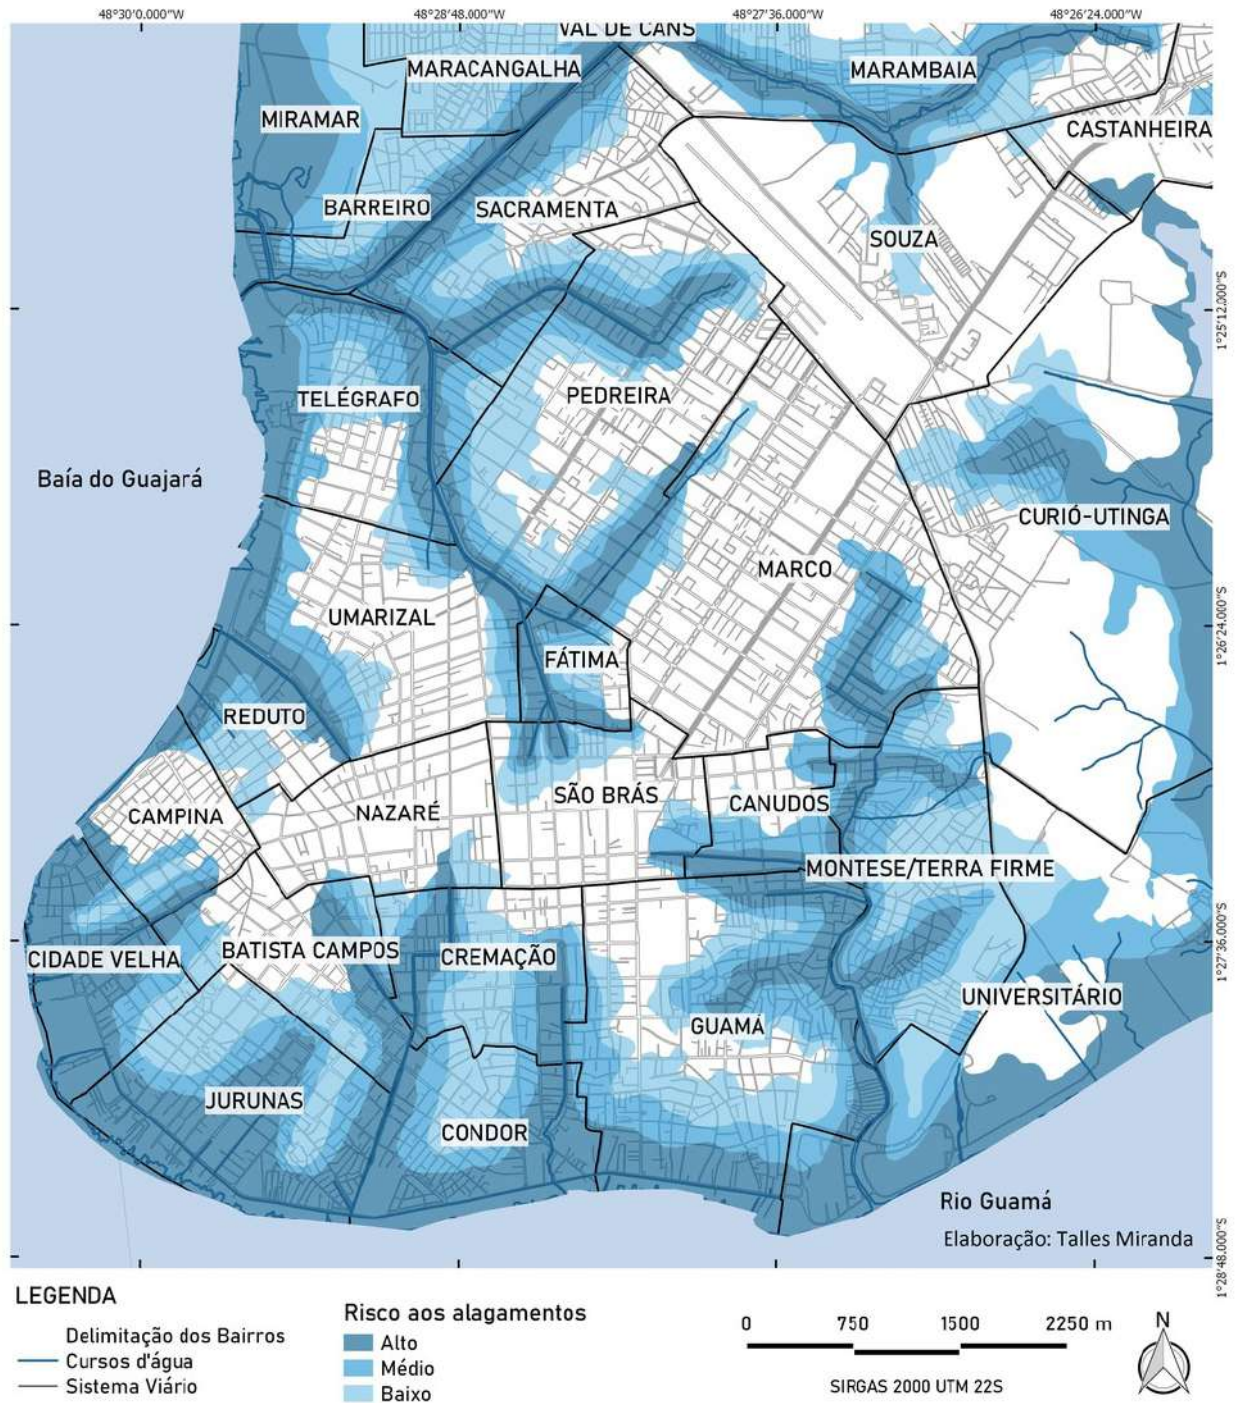 48°30'0.000"W 48°28'48.000"W 48°27'36.000"W 48°26'24.000"W
VAL DE CANS
MARACANGALHA
MARAMBAIA
MIRAMAR
CASTANHEIRA
BARREIRO
SACRAMENTA
SOUZA
1°25'12.000"S
TELÉGRAFO
PEDREIRA
Baía do Guajará
CURIÓ-UTINGA
MARCO
UMARIZAL
1°26'24.000"S
FÁTIMA
REDUTO
SÃO BRÁS
CANUDOS
NAZARÉ
CAMPINA
MONTESE/TERRA FIRME
BATISTA CAMPOS
CREMAÇÃO
CIDADE VELHA
1°27'36.000"S
UNIVERSITÁRIO
GUAMÁ
JURUNAS
CONDOR
Rio Guamá
Elaboração: Talles Miranda
1°28'48.000"S
LEGENDA
Delimitação dos Bairros
Cursos d'água
Sistema Viário
Risco aos alagamentos
Alto
Médio
Baixo
0 750 1500 2250 m
SIRGAS 2000 UTM 22S
N